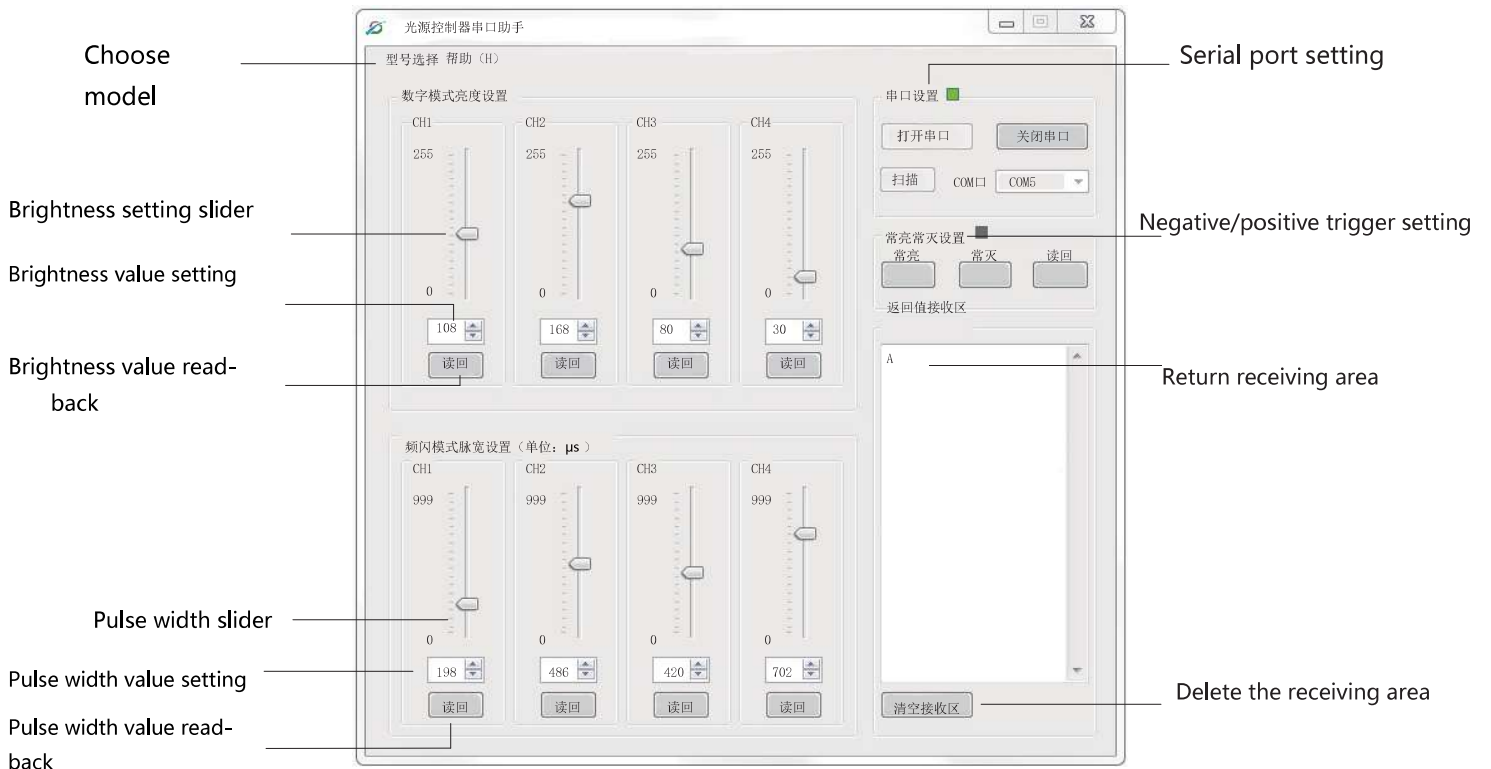 光源控制器串口助手
Choose
model
型号选择 帮助（H）
Serial port setting
数字模式亮度设置
串口设置
CH1 CH2 CH3 CH4
打开串口 关闭串口
255 255 255 255
扫描 COM口 COM5
Brightness setting slider
Negative/positive trigger setting
常亮常灭设置
常亮 常灭 读回
Brightness value setting
0 0 0 0
返回值接收区
108 168 80 30
A
Brightness value read-
back
读回 读回 读回 读回
Return receiving area
频闪模式脉宽设置（单位：μs）
CH1 CH2 CH3 CH4
999 999 999 999
Pulse width slider
0 0 0 0
Pulse width value setting
198 486 420 702
Delete the receiving area
读回 读回 读回 读回
清空接收区
Pulse width value read-
back